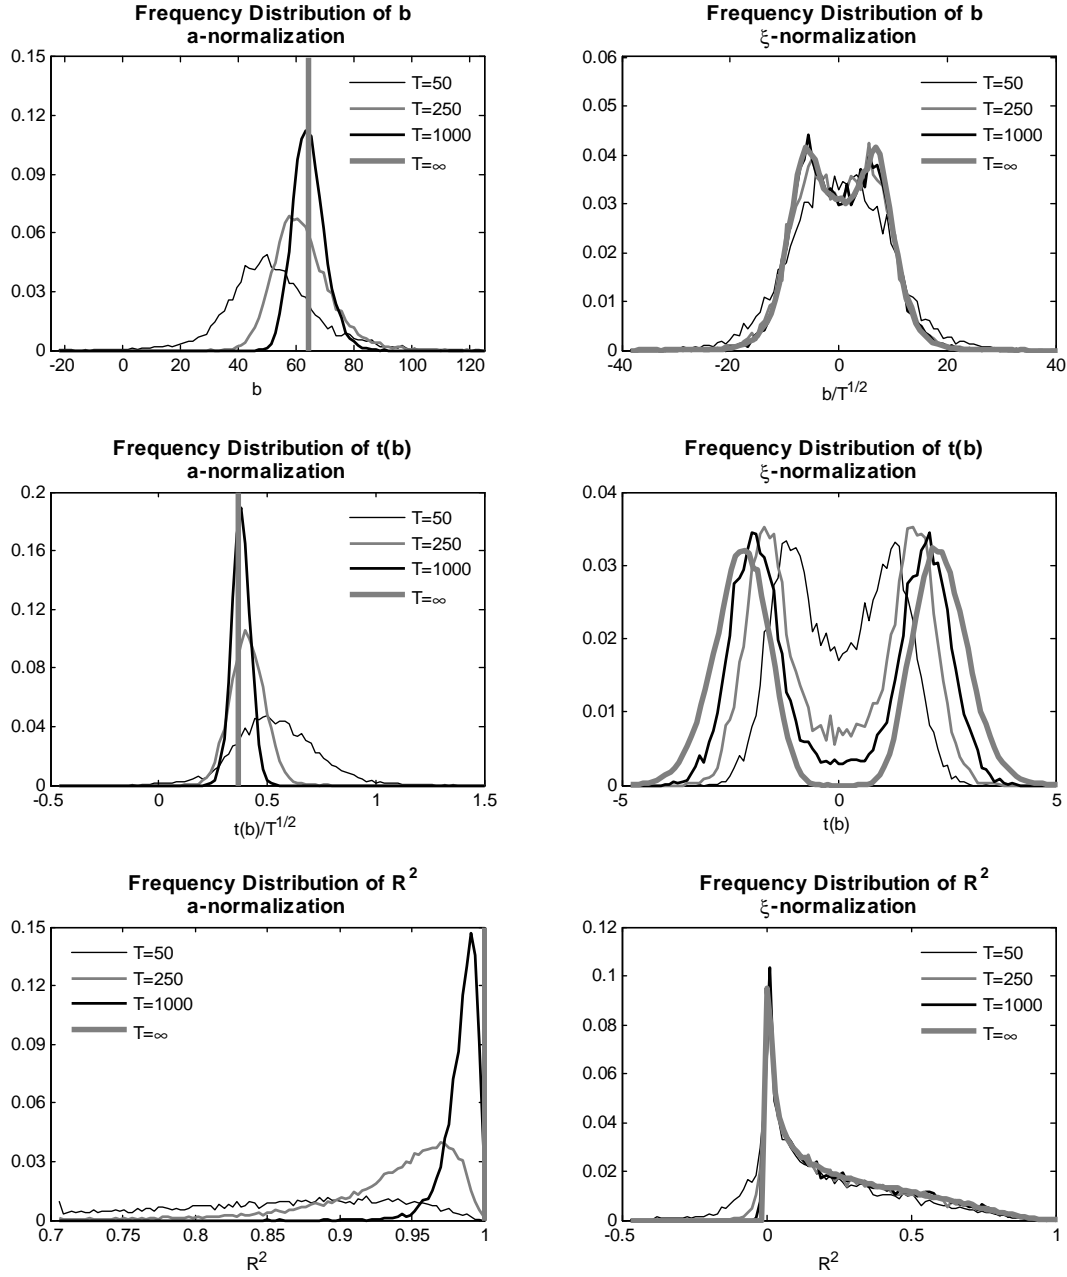 Frequency Distribution of b
a-normalization
0.15
0.12
0.09
0.06
0.03
0
-20 0 20 40 60 80 100 120
b
T=50
T=250
T=1000
T=∞
Frequency Distribution of b
ξ-normalization
0.06
0.05
0.04
0.03
0.02
0.01
0
-40 -20 0 20 40
b/T^1/2
T=50
T=250
T=1000
T=∞
Frequency Distribution of t(b)
a-normalization
0.2
0.16
0.12
0.08
0.04
0
-0.5 0 0.5 1 1.5
t(b)/T^1/2
T=50
T=250
T=1000
T=∞
Frequency Distribution of t(b)
ξ-normalization
0.04
0.03
0.02
0.01
0
-5 0 5
t(b)
T=50
T=250
T=1000
T=∞
Frequency Distribution of R²
a-normalization
0.15
0.12
0.09
0.06
0.03
0
0.7 0.75 0.8 0.85 0.9 0.95 1
R²
T=50
T=250
T=1000
T=∞
Frequency Distribution of R²
ξ-normalization
0.12
0.1
0.08
0.06
0.04
0.02
0
-0.5 0 0.5 1
R²
T=50
T=250
T=1000
T=∞